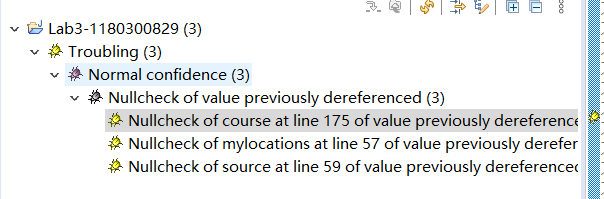 Lab3-1180300829 (3)
Troubling (3)
Normal confidence (3)
Nullcheck of value previously dereferenced (3)
Nullcheck of course at line 175 of value previously dereference
Nullcheck of mylocations at line 57 of value previously derefer
Nullcheck of source at line 59 of value previously dereferenced